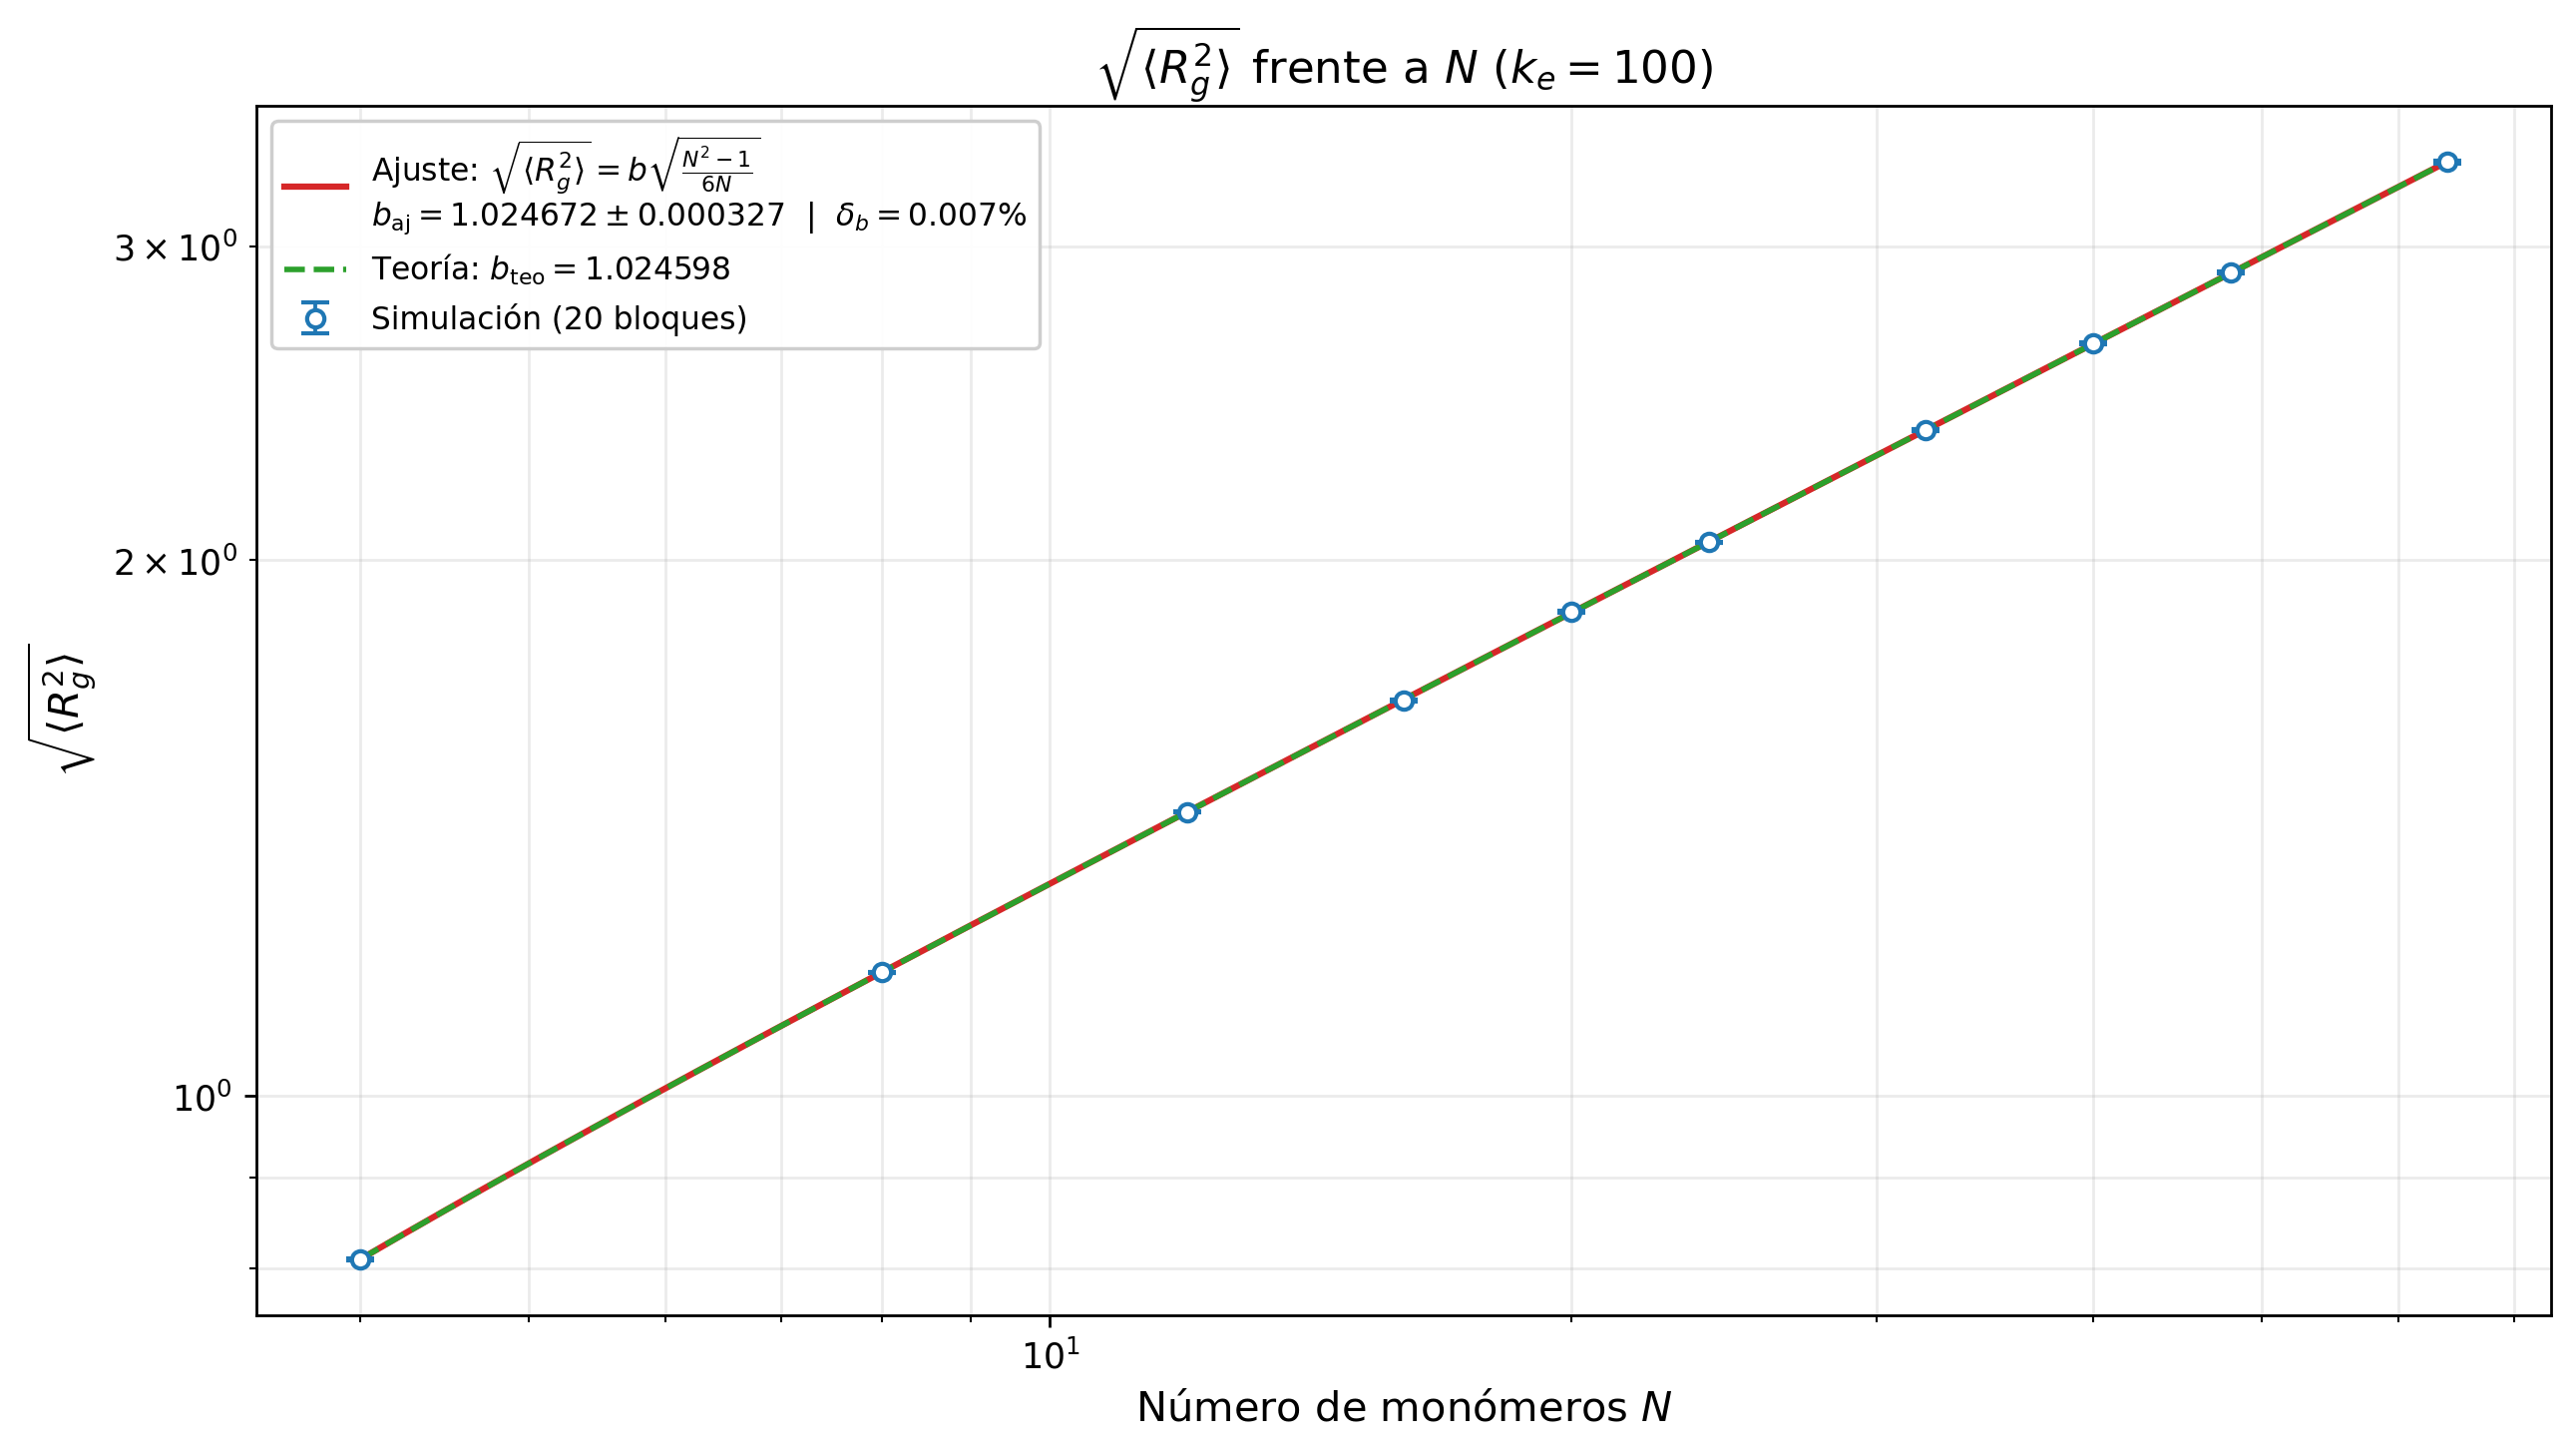 √⟨R_g^2⟩ frente a N (k_e = 100)
Ajuste: √⟨R_g^2⟩ = b√((N^2 − 1)/(6N))
b_aj = 1.024672 ± 0.000327 | δ_b = 0.007%
Teoría: b_teo = 1.024598
Simulación (20 bloques)
3 × 10^0
2 × 10^0
10^0
√⟨R_g^2⟩
10^1
Número de monómeros N